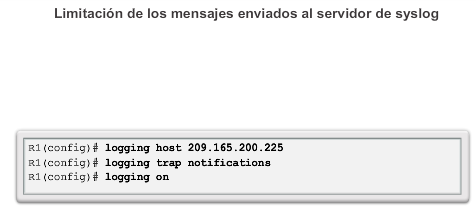 Limitación de los mensajes enviados al servidor de syslog
R1(config)# logging host 209.165.200.225
R1(config)# logging trap notifications
R1(config)# logging on